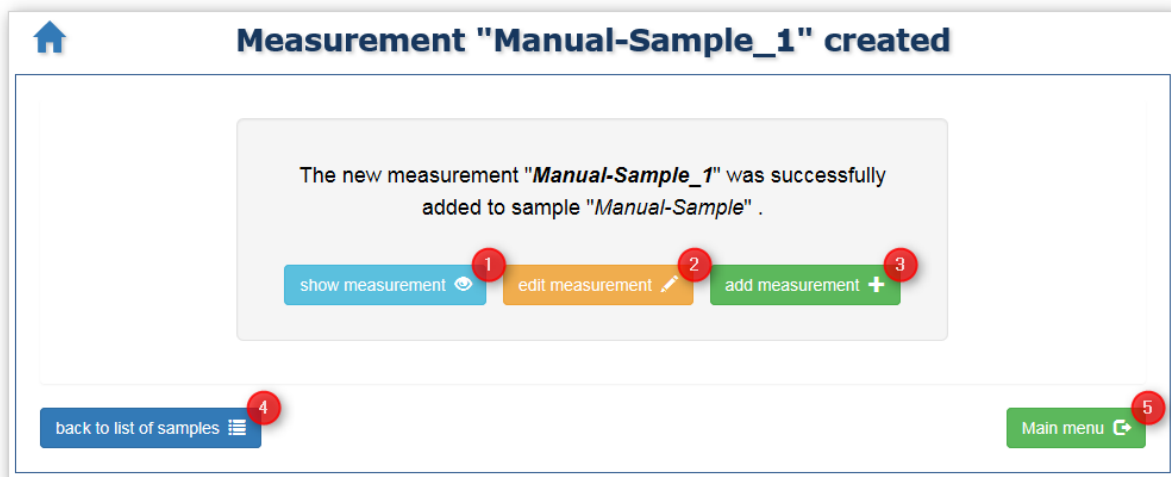 Measurement "Manual-Sample_1" created
The new measurement "Manual-Sample_1" was successfully
added to sample "Manual-Sample" .
1
2
3
show measurement
edit measurement
add measurement
4
5
back to list of samples
Main menu